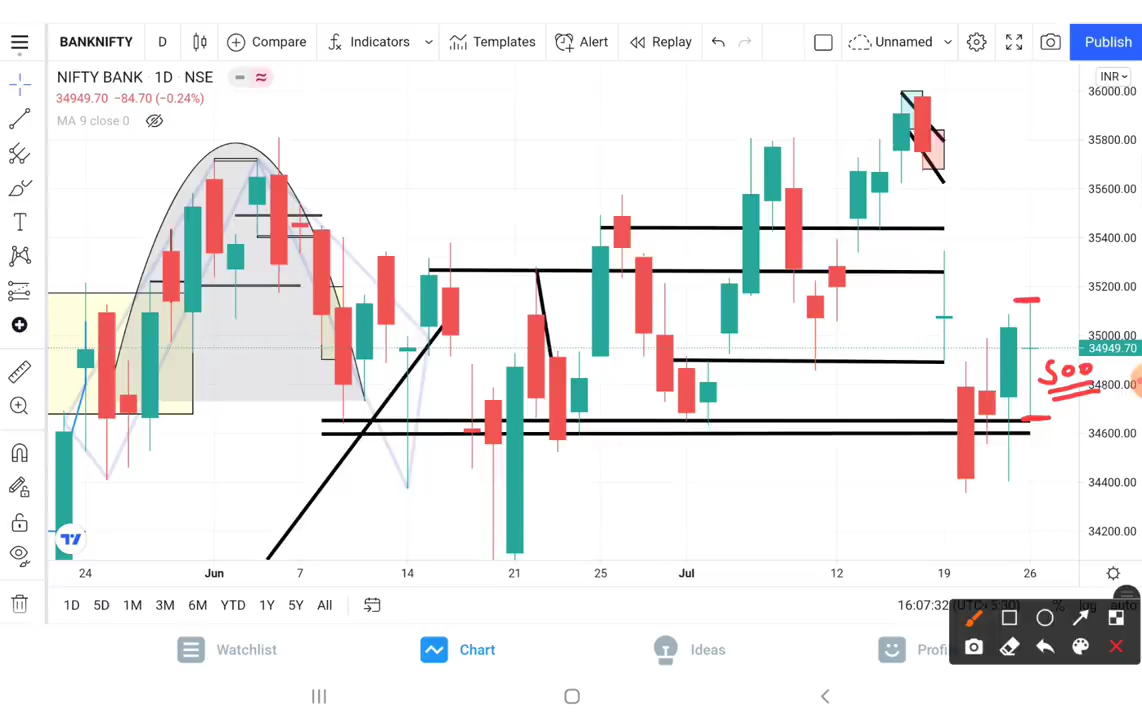 BANKNIFTY D Compare Indicators Templates Alert Replay Unnamed Publish
NIFTY BANK 1D NSE
34949.70 −84.70 (−0.24%)
MA 9 close 0
INR
36000.00
35800.00
35600.00
35400.00
35200.00
35000.00
34949.70
34800.00
34600.00
34400.00
34200.00
500
24 Jun 7 14 21 25 Jul 12 19 26
1D 5D 1M 3M 6M YTD 1Y 5Y All
16:07:32 (UTC+5:30) % log auto
Watchlist Chart Ideas